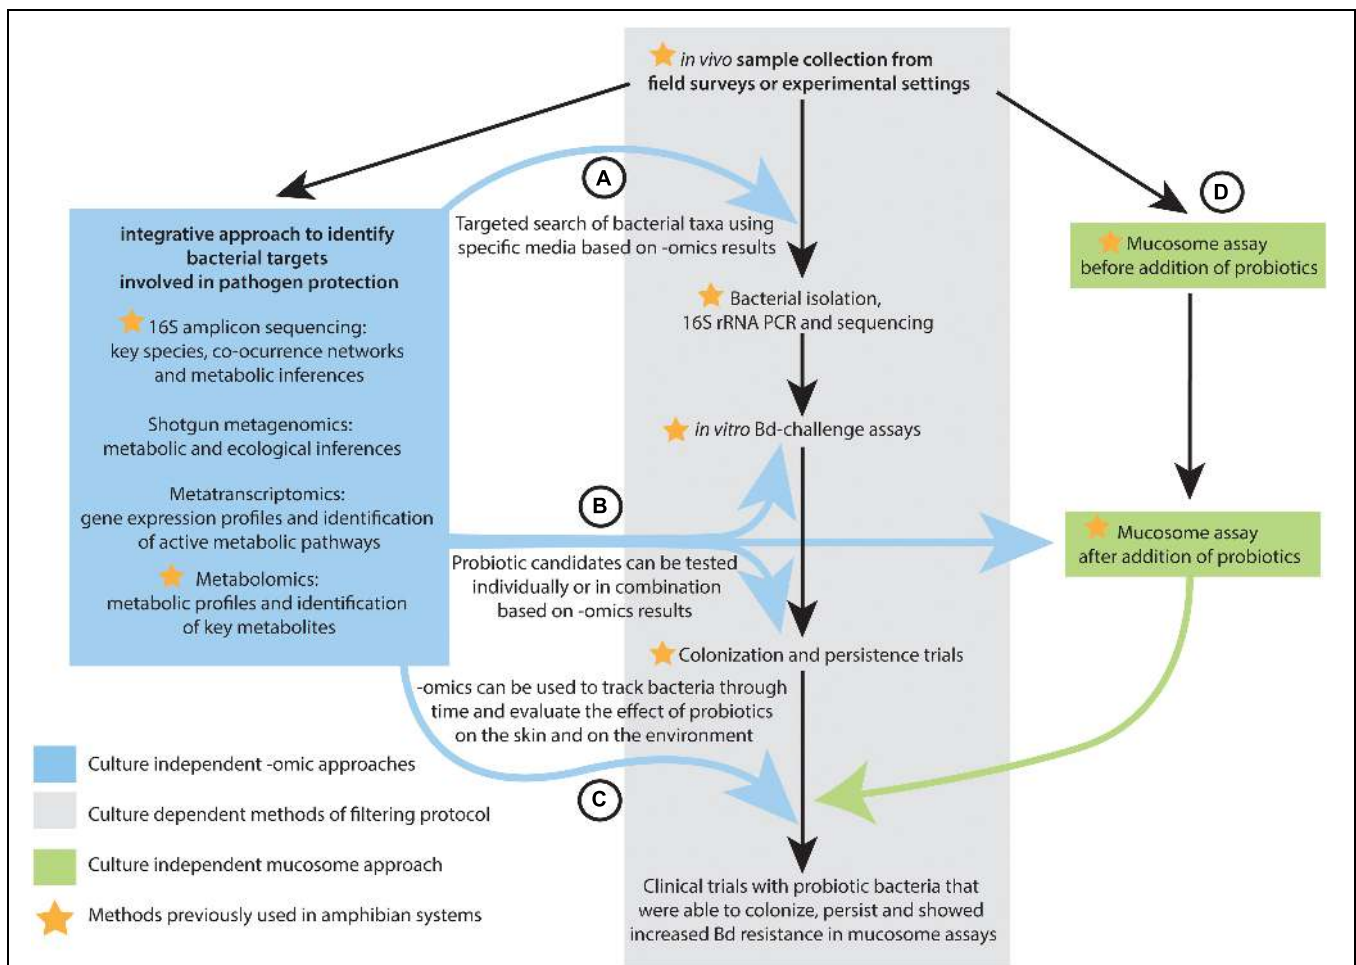 in vivo sample collection from
field surveys or experimental settings
A
D
Targeted search of bacterial taxa using
specific media based on -omics results
integrative approach to identify
bacterial targets
involved in pathogen protection
16S amplicon sequencing:
key species, co-ocurrence networks
and metabolic inferences
Shotgun metagenomics:
metabolic and ecological inferences
Metatranscriptomics:
gene expression profiles and identification
of active metabolic pathways
Metabolomics:
metabolic profiles and identification
of key metabolites
Mucosome assay
before addition of probiotics
Bacterial isolation,
16S rRNA PCR and sequencing
in vitro Bd-challenge assays
B
Probiotic candidates can be tested
individually or in combination
based on -omics results
Mucosome assay
after addition of probiotics
Colonization and persistence trials
-omics can be used to track bacteria through
time and evaluate the effect of probiotics
on the skin and on the environment
C
Clinical trials with probiotic bacteria that
were able to colonize, persist and showed
increased Bd resistance in mucosome assays
Culture independent -omic approaches
Culture dependent methods of filtering protocol
Culture independent mucosome approach
Methods previously used in amphibian systems